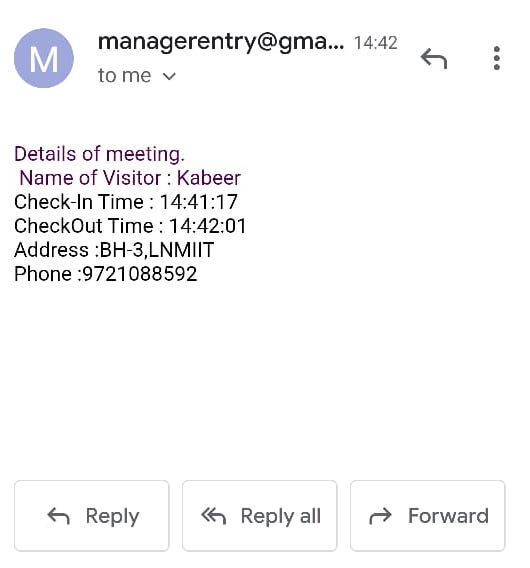 M
managerentry@gma... 14:42
to me
Details of meeting.
Name of Visitor : Kabeer
Check-In Time : 14:41:17
CheckOut Time : 14:42:01
Address :BH-3,LNMIIT
Phone :9721088592
Reply Reply all Forward